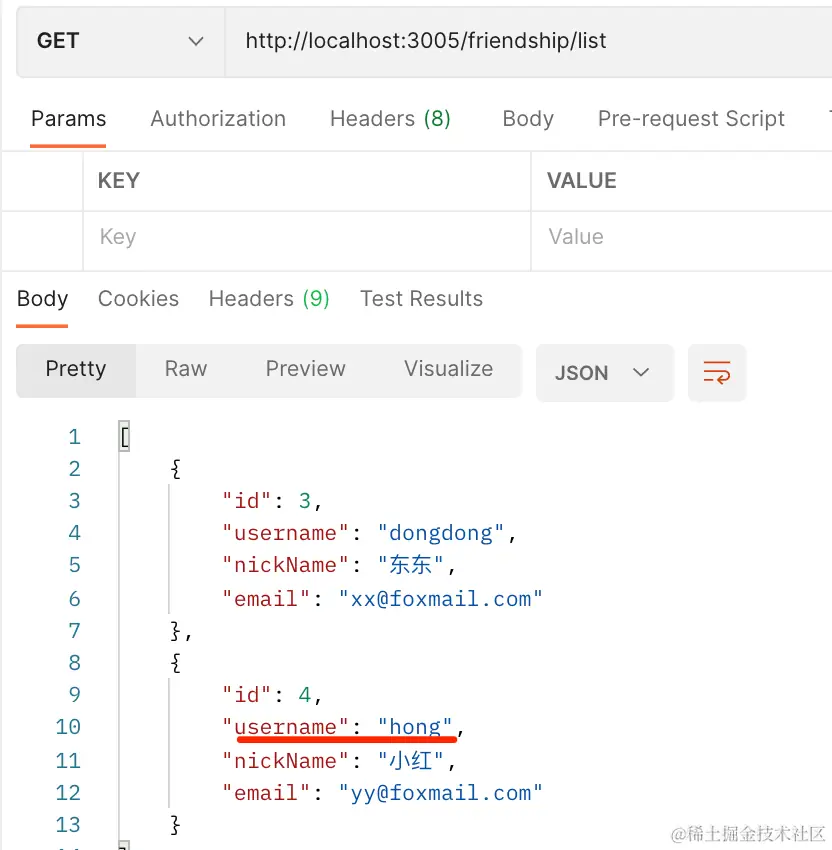 GET http://localhost:3005/friendship/list
Params Authorization Headers (8) Body Pre-request Script
KEY VALUE
Key Value
Body Cookies Headers (9) Test Results
Pretty Raw Preview Visualize JSON
1 [
2 {
3 "id": 3,
4 "username": "dongdong",
5 "nickName": "东东",
6 "email": "xx@foxmail.com"
7 },
8 {
9 "id": 4,
10 "username": "hong",
11 "nickName": "小红",
12 "email": "yy@foxmail.com"
13 }
@稀土掘金技术社区